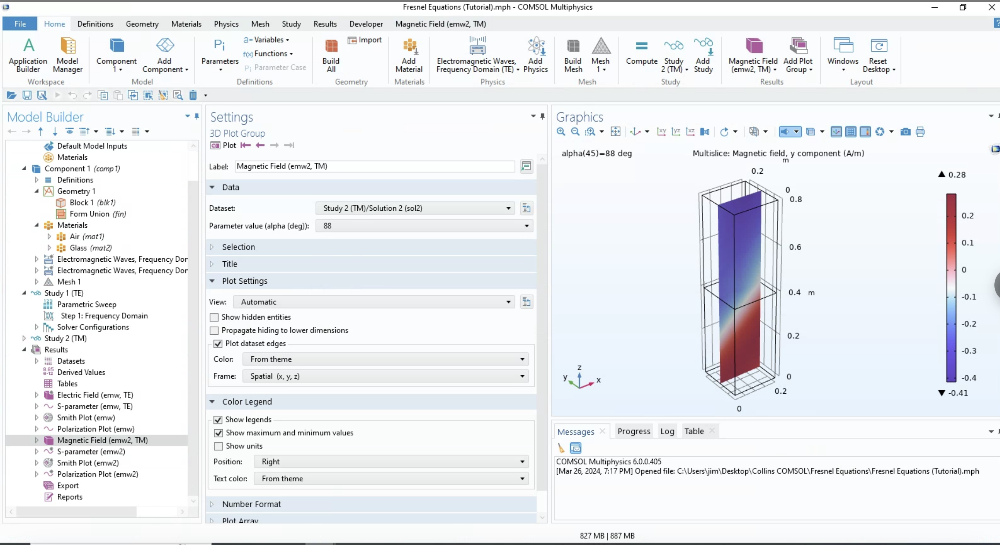 Fresnel Equations (Tutorial).mph - COMSOL Multiphysics
File Home Definitions Geometry Materials Physics Mesh Study Results Developer Magnetic Field (emw2, TM)
Application Builder
Model Manager
Workspace
Component 1
Add Component
Model
Pi
Parameters
a= Variables
f(x) Functions
Pi Parameter Case
Definitions
Build All
Import
Geometry
Add Material
Materials
Electromagnetic Waves, Frequency Domain (TE)
Add Physics
Physics
Build Mesh
Mesh 1
Mesh
Compute
Study 2 (TM)
Add Study
Study
Magnetic Field (emw2, TM)
Add Plot Group
Results
Windows
Reset Desktop
Layout
Model Builder
Default Model Inputs
Materials
Component 1 (comp1)
Definitions
Geometry 1
Block 1 (blk1)
Form Union (fin)
Materials
Air (mat1)
Glass (mat2)
Electromagnetic Waves, Frequency Dor
Electromagnetic Waves, Frequency Dor
Mesh 1
Study 1 (TE)
123
Parametric Sweep
Step 1: Frequency Domain
Solver Configurations
Study 2 (TM)
Results
Datasets
8.85 e-12
Derived Values
Tables
Electric Field (emw, TE)
S-parameter (emw, TE)
Smith Plot (emw)
Polarization Plot (emw)
Magnetic Field (emw2, TM)
S-parameter (emw2)
Smith Plot (emw2)
Polarization Plot (emw2)
Export
Reports
Settings
3D Plot Group
Plot
Label: Magnetic Field (emw2, TM)
Data
Dataset: Study 2 (TM)/Solution 2 (sol2)
Parameter value (alpha (deg)): 88
Selection
Title
Plot Settings
View: Automatic
Show hidden entities
Propagate hiding to lower dimensions
Plot dataset edges
Color: From theme
Frame: Spatial (x, y, z)
Color Legend
Show legends
Show maximum and minimum values
Show units
Position: Right
Text color: From theme
Number Format
Plot Array
Graphics
xy yz xz
alpha(45)=88 deg
Multislice: Magnetic field, y component (A/m)
m
0.2
0
0.8
0.6
0.4 m
0.2
0
0.2
0
z
y
x
0.28
0.2
0.1
0
-0.1
-0.2
-0.3
-0.4
-0.41
Messages Progress Log Table
COMSOL Multiphysics 6.0.0.405
[Mar 26, 2024, 7:17 PM] Opened file: C:\Users\jim\Desktop\Collins COMSOL\Fresnel Equations\Fresnel Equations (Tutorial).mph
827 MB | 887 MB